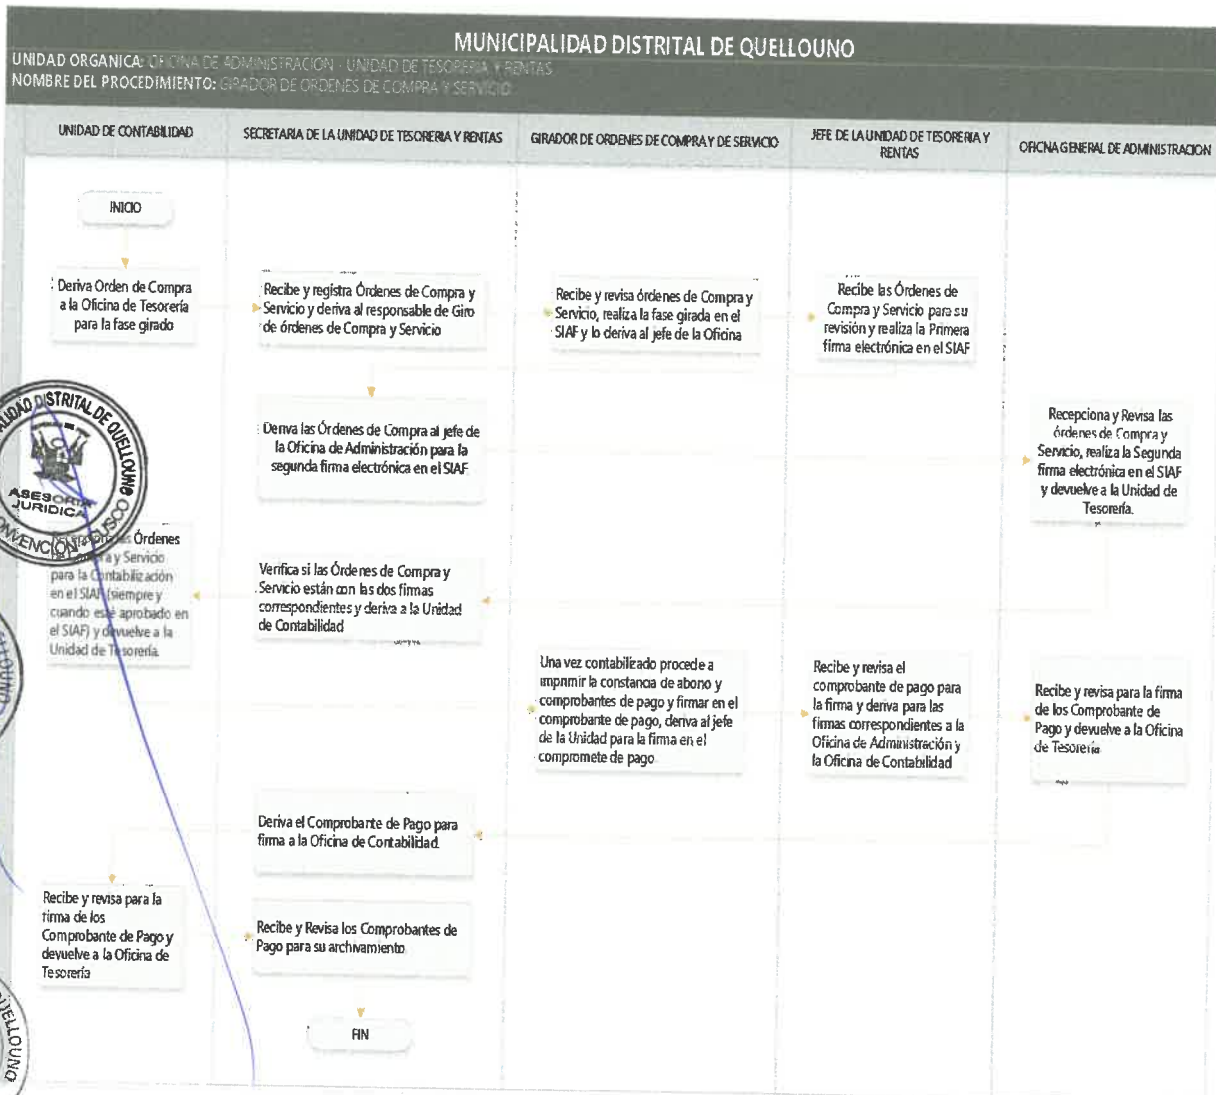 MUNICIPALIDAD DISTRITAL DE QUELLOUNO
UNIDAD ORGANICA: OFICINA DE ADMINISTRACION - UNIDAD DE TESORERIA Y RENTAS
NOMBRE DEL PROCEDIMIENTO: GIRADOR DE ORDENES DE COMPRA Y SERVICIO
UNIDAD DE CONTABILIDAD
SECRETARIA DE LA UNIDAD DE TESORERIA Y RENTAS
GIRADOR DE ORDENES DE COMPRA Y DE SERVICIO
JEFE DE LA UNIDAD DE TESORERIA Y
RENTAS
OFICNA GENERAL DE ADMINISTRACION
INICIO
Deriva Orden de Compra
a la Oficina de Tesorería
para la fase girado
Recibe y registra Órdenes de Compra y
Servicio y deriva al responsable de Giro
de órdenes de Compra y Servicio
Recibe y revisa órdenes de Compra y
Servicio, realiza la fase girada en el
SIAF y lo deriva al jefe de la Oficina
Recibe las Órdenes de
Compra y Servicio para su
revisión y realiza la Primera
firma electrónica en el SIAF
Deriva las Órdenes de Compra al jefe de
la Oficina de Administración para la
segunda firma electrónica en el SIAF.
Recepciona y Revisa las
órdenes de Compra y
Servicio, realiza la Segunda
firma electrónica en el SIAF
y devuelve a la Unidad de
Tesorería.
DISTRITAL DE QUELLOUNO
ASESORIA
JURIDICA
CONVENCIÓN - CUSCO
Órdenes
y Servicio
para la Contabilización
en el SIAF (siempre y
cuando esté aprobado en
el SIAF) y devuelve a la
Unidad de Tesorería.
Verifica si las Órdenes de Compra y
Servicio están con las dos firmas
correspondientes y deriva a la Unidad
de Contabilidad
Una vez contabilizado procede a
imprimir la constancia de abono y
comprobantes de pago y firmar en el
comprobante de pago, deriva al jefe
de la Unidad para la firma en el
compromete de pago
Recibe y revisa el
comprobante de pago para
la firma y deriva para las
firmas correspondientes a la
Oficina de Administración y
la Oficina de Contabilidad
Recibe y revisa para la firma
de los Comprobante de
Pago y devuelve a la Oficina
de Tesorería
Deriva el Comprobante de Pago para
firma a la Oficina de Contabilidad.
Recibe y revisa para la
firma de los
Comprobante de Pago y
devuelve a la Oficina de
Tesorería
Recibe y Revisa los Comprobantes de
Pago para su archivamiento
FIN
QUELLOUNO